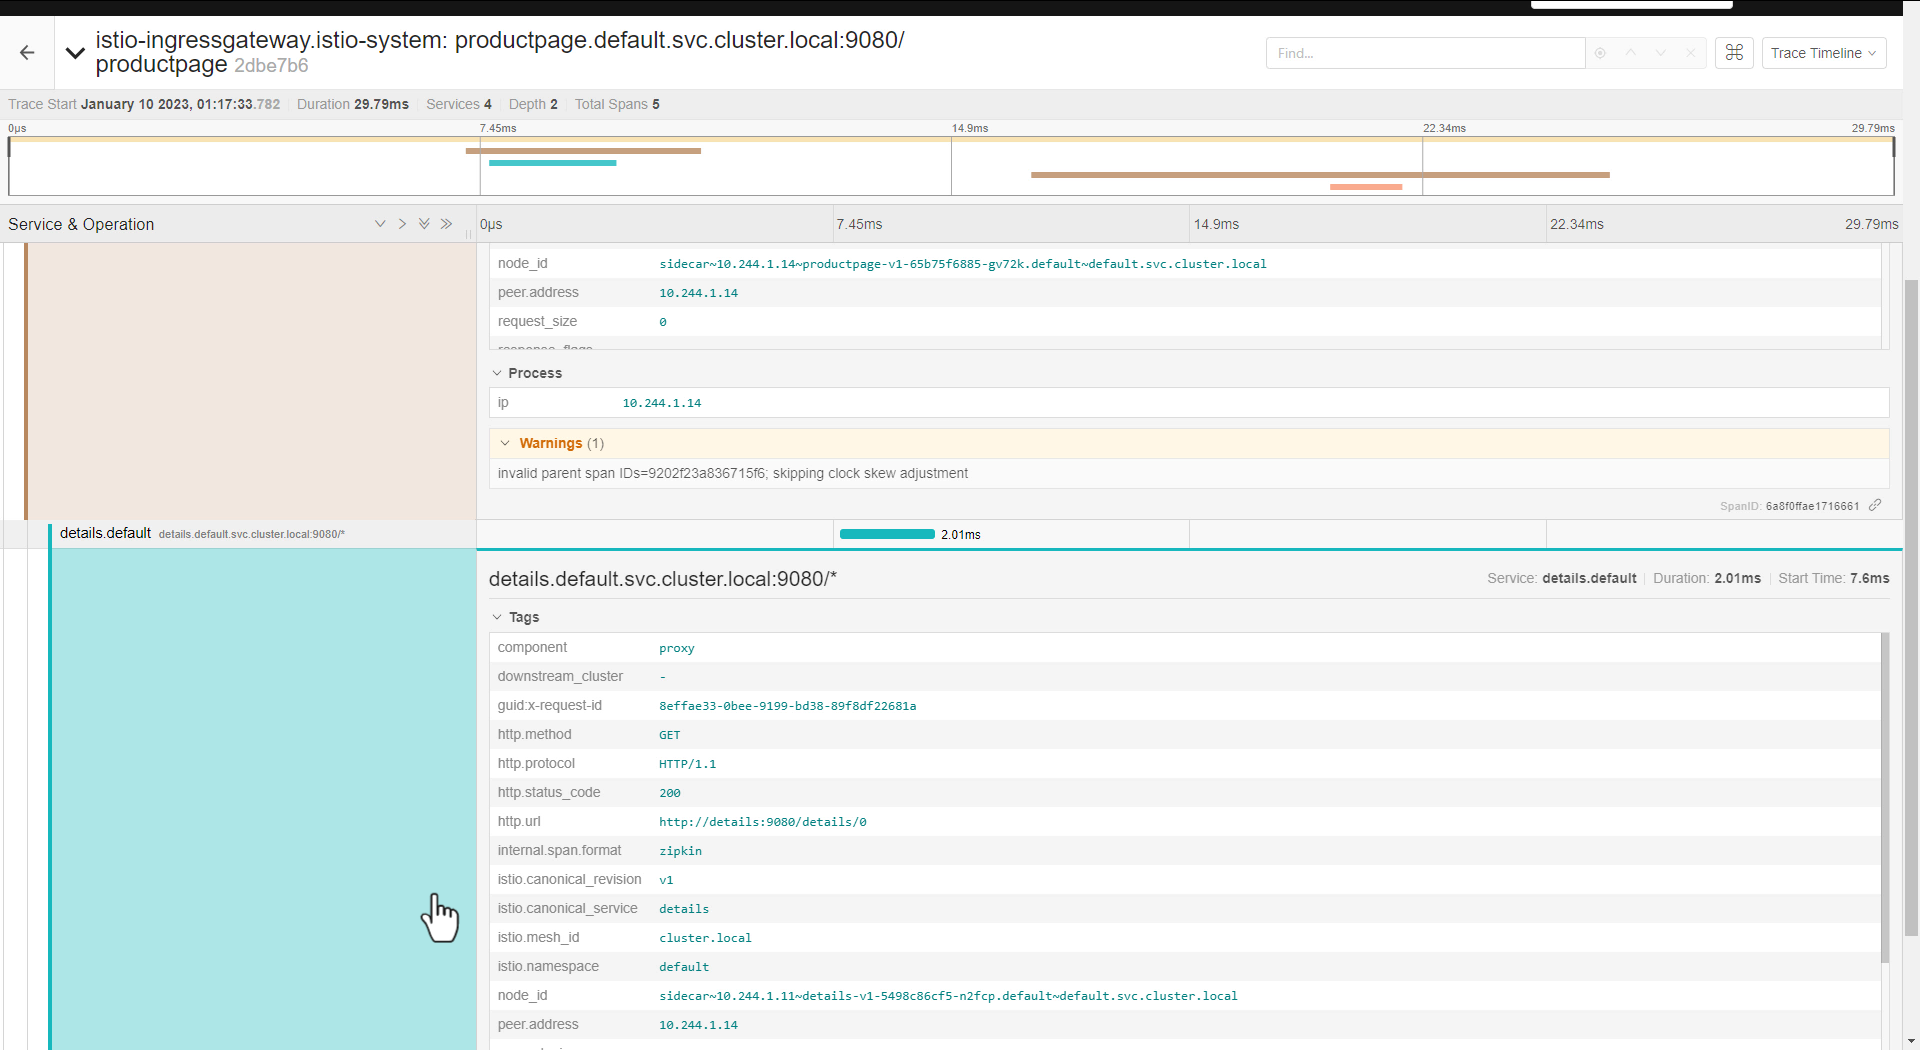 istio-ingressgateway.istio-system: productpage.default.svc.cluster.local:9080/
productpage 2dbe7b6
Find...
Trace Timeline
Trace Start January 10 2023, 01:17:33.782 Duration 29.79ms Services 4 Depth 2 Total Spans 5
0μs 7.45ms 14.9ms 22.34ms 29.79ms
Service & Operation 0μs 7.45ms 14.9ms 22.34ms 29.79ms
node_id sidecar~10.244.1.14~productpage-v1-65b75f6885-gv72k.default~default.svc.cluster.local
peer.address 10.244.1.14
request_size 0
response_flags
Process
ip 10.244.1.14
Warnings (1)
invalid parent span IDs=9202f23a836715f6; skipping clock skew adjustment
SpanID: 6a8f0ffae1716661
details.default details.default.svc.cluster.local:9080/* 2.01ms
details.default.svc.cluster.local:9080/* Service: details.default Duration: 2.01ms Start Time: 7.6ms
Tags
component proxy
downstream_cluster -
guid:x-request-id 8effae33-0bee-9199-bd38-89f8df22681a
http.method GET
http.protocol HTTP/1.1
http.status_code 200
http.url http://details:9080/details/0
internal.span.format zipkin
istio.canonical_revision v1
istio.canonical_service details
istio.mesh_id cluster.local
istio.namespace default
node_id sidecar~10.244.1.11~details-v1-5498c86cf5-n2fcp.default~default.svc.cluster.local
peer.address 10.244.1.14